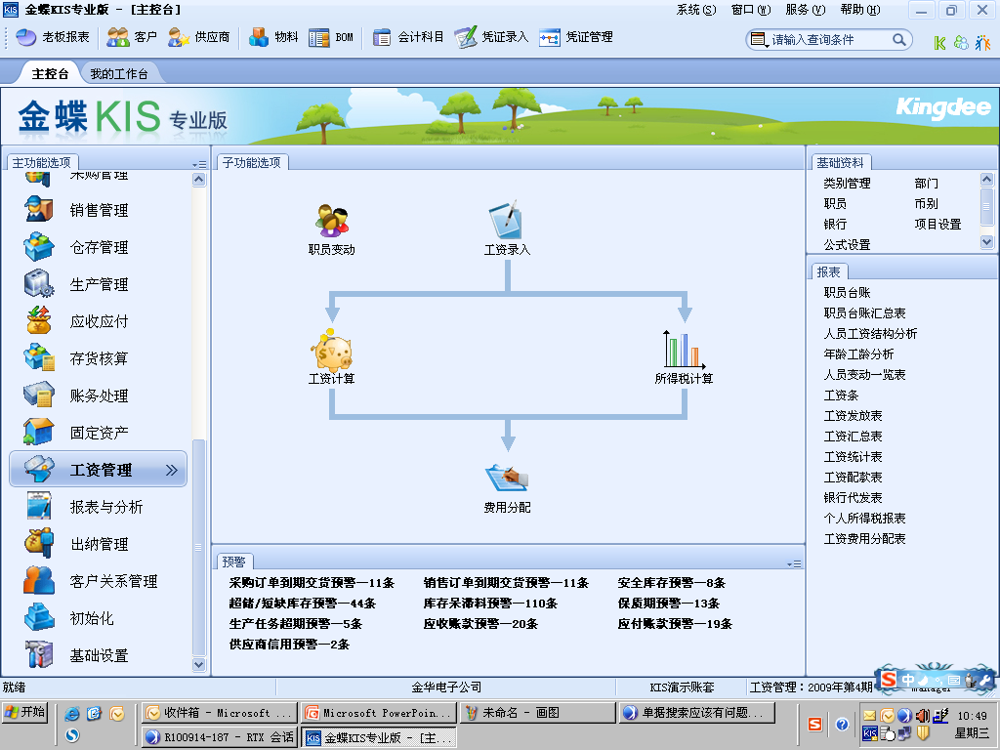 金蝶KIS专业版 - [主控台]
系统(S) 窗口(W) 服务(V) 帮助(H)
老板报表 客户 供应商 物料 BOM 会计科目 凭证录入 凭证管理 请输入查询条件
主控台 我的工作台
金蝶KIS 专业版
Kingdee
主功能选项
采购管理
销售管理
仓存管理
生产管理
应收应付
存货核算
账务处理
固定资产
工资管理
报表与分析
出纳管理
客户关系管理
初始化
基础设置
子功能选项
职员变动 工资录入
工资计算 所得税计算
费用分配
预警
采购订单到期交货预警—11条 销售订单到期交货预警—11条 安全库存预警—8条
超储/短缺库存预警—44条 库存呆滞料预警—110条 保质期预警—13条
生产任务超期预警—5条 应收账款预警—20条 应付账款预警—19条
供应商信用预警—2条
基础资料
类别管理 部门
职员 币别
银行 项目设置
公式设置
报表
职员台账
职员台账汇总表
人员工资结构分析
年龄工龄分析
人员变动一览表
工资条
工资发放表
工资汇总表
工资统计表
工资配款表
银行代发表
个人所得税报表
工资费用分配表
就绪 金华电子公司 KIS演示账套 工资管理：2009年第4期 manager
中
开始 收件箱 - Microsoft ... Microsoft PowerPoin... 未命名 - 画图 单据搜索应该有问题... 10:49
R100914-187 - RTX 会话 金蝶KIS专业版 - [主... 星期三